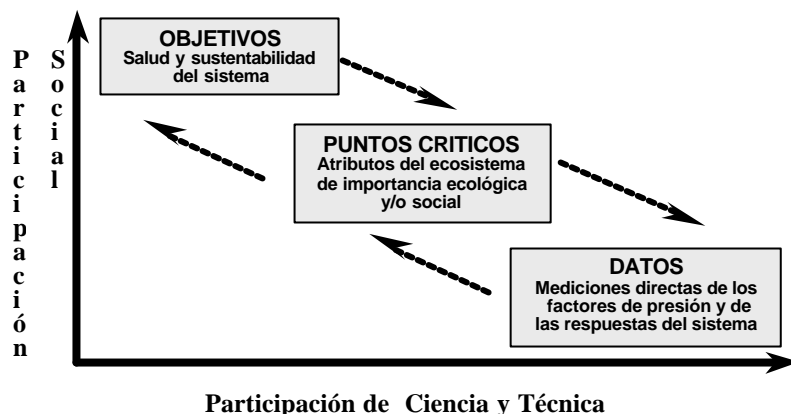 Participación
Social
OBJETIVOS
Salud y sustentabilidad
del sistema
PUNTOS CRITICOS
Atributos del ecosistema
de importancia ecológica
y/o social
DATOS
Mediciones directas de los
factores de presión y de
las respuestas del sistema
Participación de Ciencia y Técnica